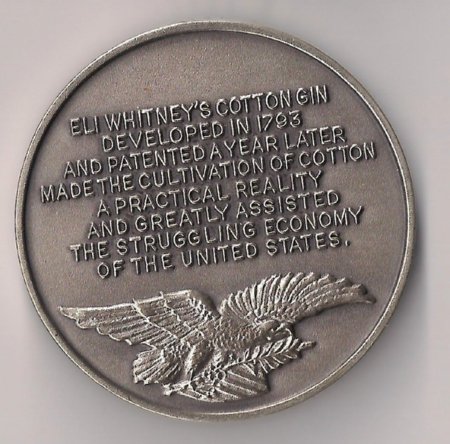 ELI WHITNEY'S COTTON GIN
DEVELOPED IN 1793
AND PATENTED A YEAR LATER
MADE THE CULTIVATION OF COTTON
A PRACTICAL REALITY
AND GREATLY ASSISTED
THE STRUGGLING ECONOMY
OF THE UNITED STATES.